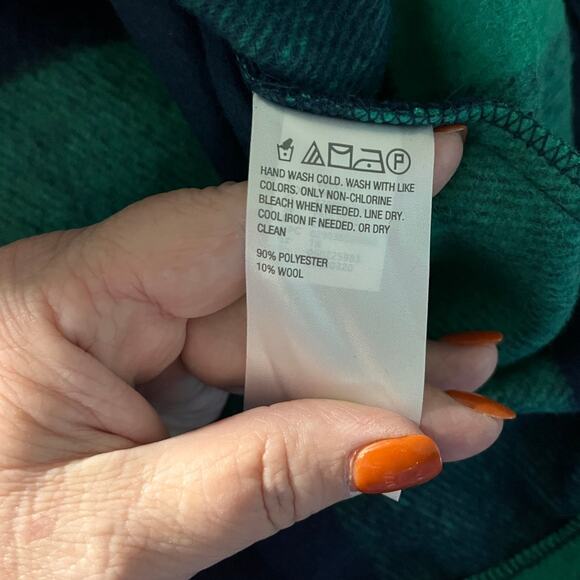 P
HAND WASH COLD. WASH WITH LIKE
COLORS. ONLY NON-CHLORINE
BLEACH WHEN NEEDED. LINE DRY.
COOL IRON IF NEEDED. OR DRY
CLEAN
90% POLYESTER
10% WOOL